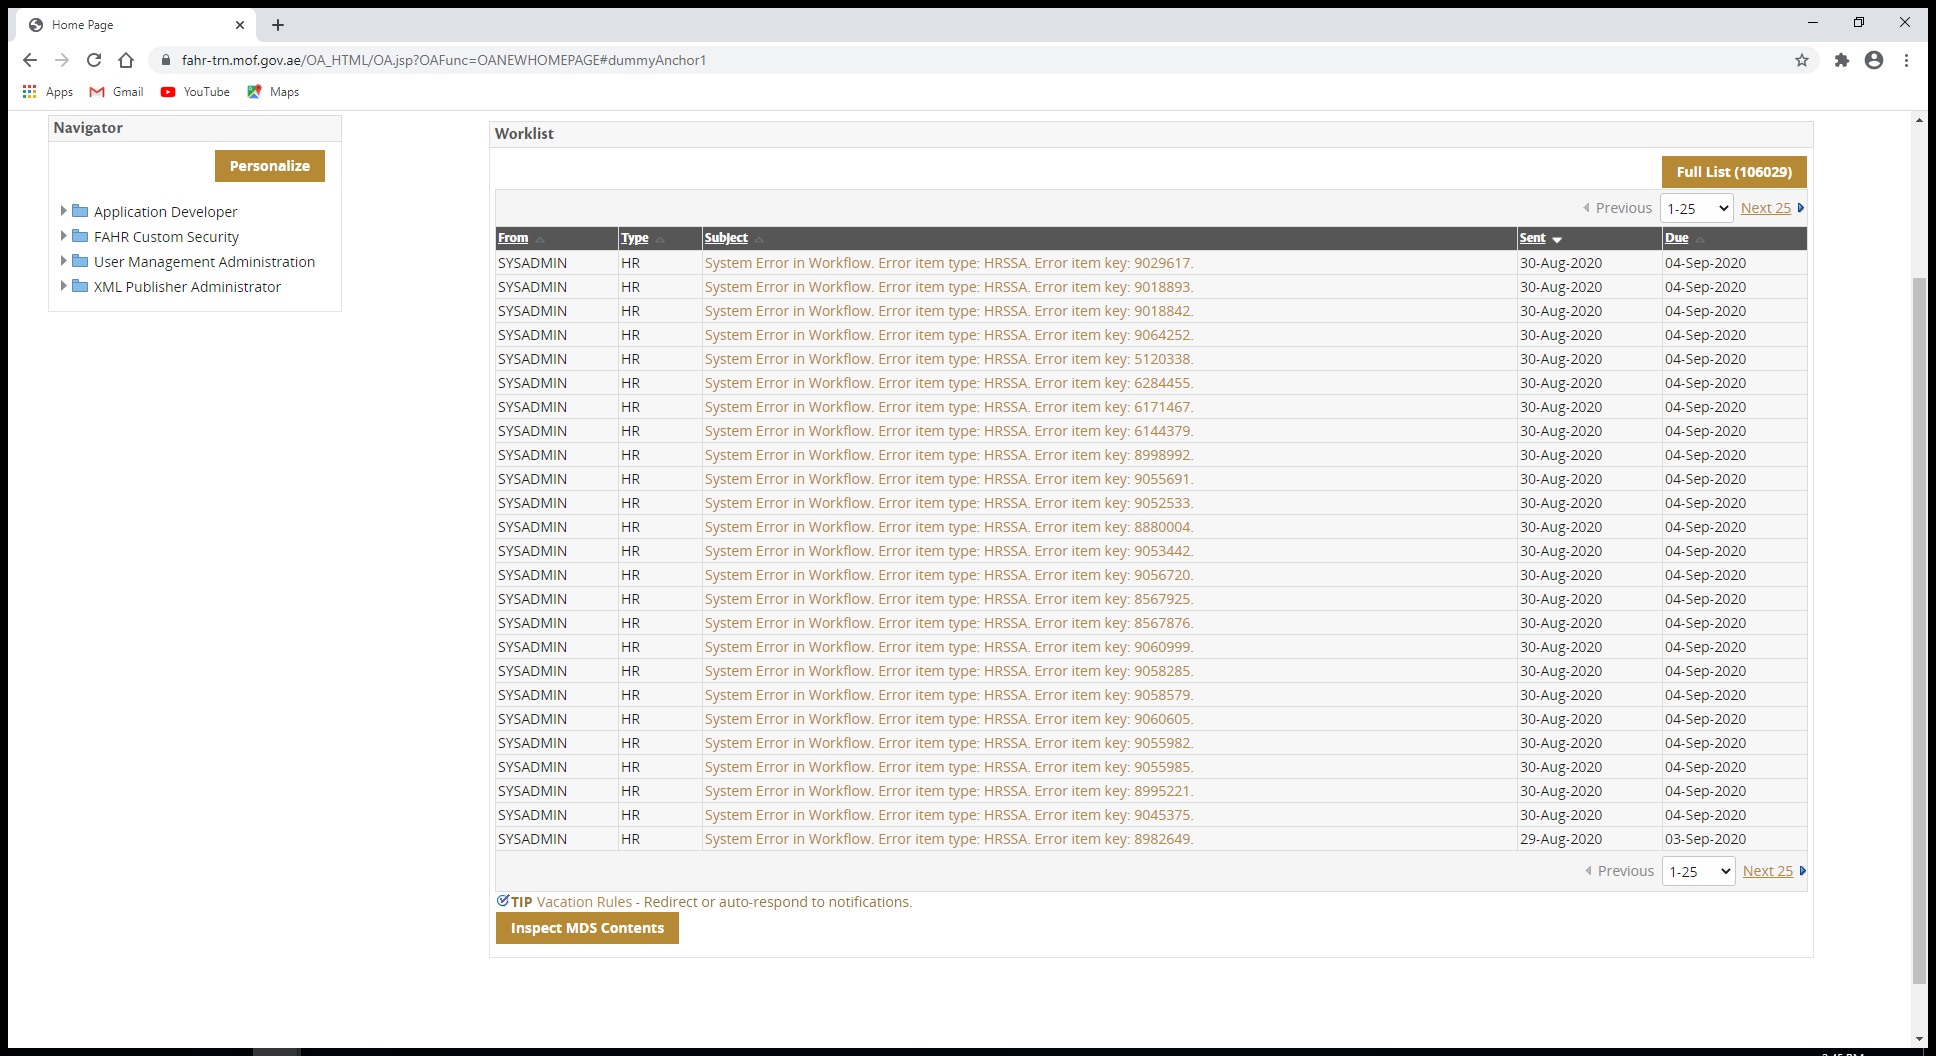 Home Page
fahr-trn.mof.gov.ae/OA_HTML/OA.jsp?OAFunc=OANEWHOMEPAGE#dummyAnchor1
Apps Gmail YouTube Maps
Navigator
Personalize
Application Developer
FAHR Custom Security
User Management Administration
XML Publisher Administrator
Worklist
Full List (106029)
Previous 1-25 Next 25
From Type Subject Sent Due
SYSADMIN HR System Error in Workflow. Error item type: HRSSA. Error item key: 9029617. 30-Aug-2020 04-Sep-2020
SYSADMIN HR System Error in Workflow. Error item type: HRSSA. Error item key: 9018893. 30-Aug-2020 04-Sep-2020
SYSADMIN HR System Error in Workflow. Error item type: HRSSA. Error item key: 9018842. 30-Aug-2020 04-Sep-2020
SYSADMIN HR System Error in Workflow. Error item type: HRSSA. Error item key: 9064252. 30-Aug-2020 04-Sep-2020
SYSADMIN HR System Error in Workflow. Error item type: HRSSA. Error item key: 5120338. 30-Aug-2020 04-Sep-2020
SYSADMIN HR System Error in Workflow. Error item type: HRSSA. Error item key: 6284455. 30-Aug-2020 04-Sep-2020
SYSADMIN HR System Error in Workflow. Error item type: HRSSA. Error item key: 6171467. 30-Aug-2020 04-Sep-2020
SYSADMIN HR System Error in Workflow. Error item type: HRSSA. Error item key: 6144379. 30-Aug-2020 04-Sep-2020
SYSADMIN HR System Error in Workflow. Error item type: HRSSA. Error item key: 8998992. 30-Aug-2020 04-Sep-2020
SYSADMIN HR System Error in Workflow. Error item type: HRSSA. Error item key: 9055691. 30-Aug-2020 04-Sep-2020
SYSADMIN HR System Error in Workflow. Error item type: HRSSA. Error item key: 9052533. 30-Aug-2020 04-Sep-2020
SYSADMIN HR System Error in Workflow. Error item type: HRSSA. Error item key: 8880004. 30-Aug-2020 04-Sep-2020
SYSADMIN HR System Error in Workflow. Error item type: HRSSA. Error item key: 9053442. 30-Aug-2020 04-Sep-2020
SYSADMIN HR System Error in Workflow. Error item type: HRSSA. Error item key: 9056720. 30-Aug-2020 04-Sep-2020
SYSADMIN HR System Error in Workflow. Error item type: HRSSA. Error item key: 8567925. 30-Aug-2020 04-Sep-2020
SYSADMIN HR System Error in Workflow. Error item type: HRSSA. Error item key: 8567876. 30-Aug-2020 04-Sep-2020
SYSADMIN HR System Error in Workflow. Error item type: HRSSA. Error item key: 9060999. 30-Aug-2020 04-Sep-2020
SYSADMIN HR System Error in Workflow. Error item type: HRSSA. Error item key: 9058285. 30-Aug-2020 04-Sep-2020
SYSADMIN HR System Error in Workflow. Error item type: HRSSA. Error item key: 9058579. 30-Aug-2020 04-Sep-2020
SYSADMIN HR System Error in Workflow. Error item type: HRSSA. Error item key: 9060605. 30-Aug-2020 04-Sep-2020
SYSADMIN HR System Error in Workflow. Error item type: HRSSA. Error item key: 9055982. 30-Aug-2020 04-Sep-2020
SYSADMIN HR System Error in Workflow. Error item type: HRSSA. Error item key: 9055985. 30-Aug-2020 04-Sep-2020
SYSADMIN HR System Error in Workflow. Error item type: HRSSA. Error item key: 8995221. 30-Aug-2020 04-Sep-2020
SYSADMIN HR System Error in Workflow. Error item type: HRSSA. Error item key: 9045375. 30-Aug-2020 04-Sep-2020
SYSADMIN HR System Error in Workflow. Error item type: HRSSA. Error item key: 8982649. 29-Aug-2020 03-Sep-2020
Previous 1-25 Next 25
TIP Vacation Rules - Redirect or auto-respond to notifications.
Inspect MDS Contents